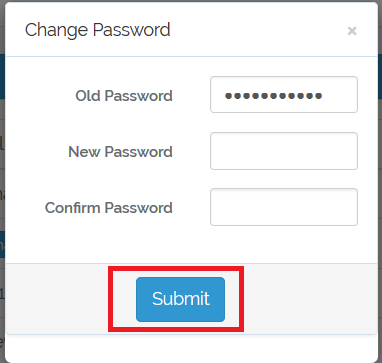 Change Password ×
Old Password •••••••••••
New Password
Confirm Password
Submit